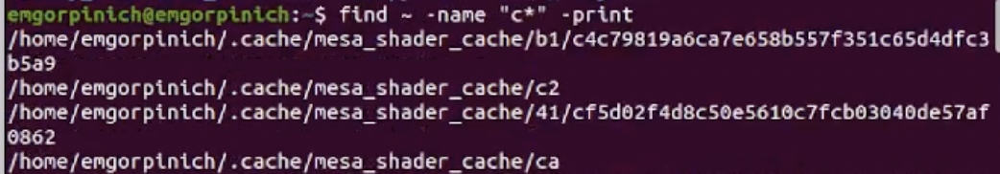 emgorpinich@emgorpinich:~$ find ~ -name "c*" -print
/home/emgorpinich/.cache/mesa_shader_cache/b1/c4c79819a6ca7e658b557f351c65d4dfc3
b5a9
/home/emgorpinich/.cache/mesa_shader_cache/c2
/home/emgorpinich/.cache/mesa_shader_cache/41/cf5d02f4d8c50e5610c7fcb03040de57af
0862
/home/emgorpinich/.cache/mesa_shader_cache/ca